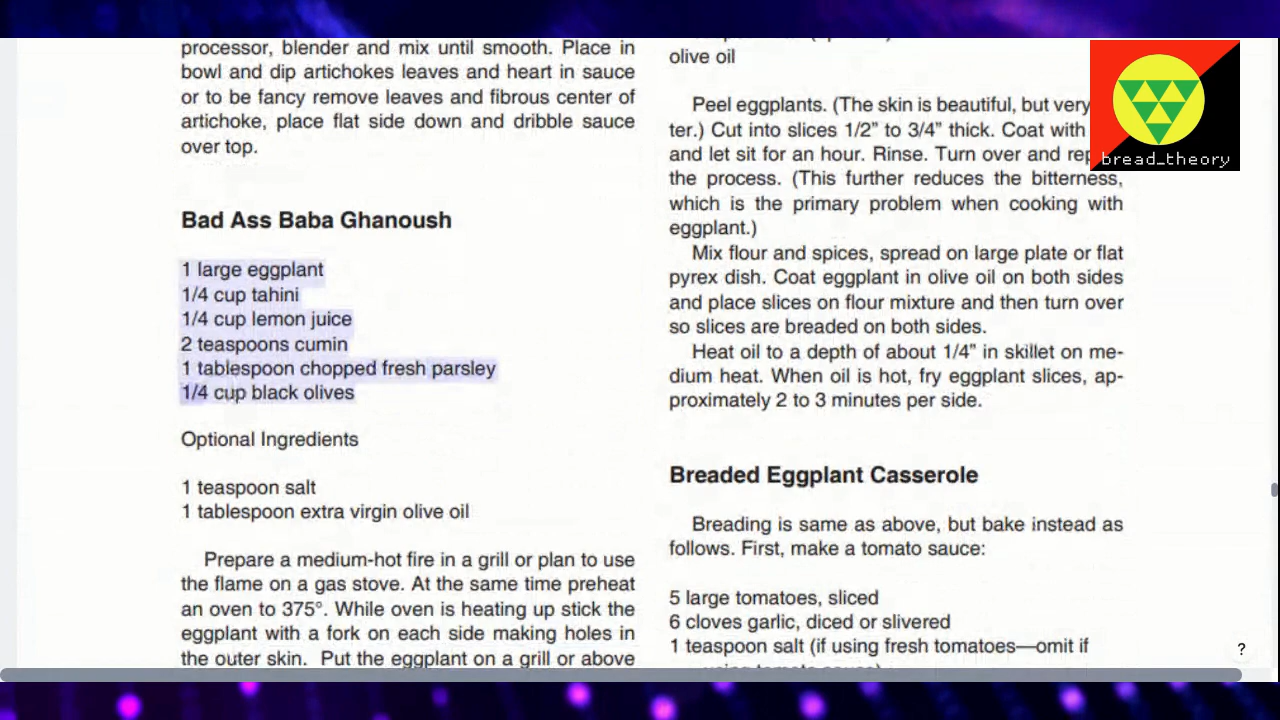 processor, blender and mix until smooth. Place in
bowl and dip artichokes leaves and heart in sauce
or to be fancy remove leaves and fibrous center of
artichoke, place flat side down and dribble sauce
over top.
Bad Ass Baba Ghanoush
1 large eggplant
1/4 cup tahini
1/4 cup lemon juice
2 teaspoons cumin
1 tablespoon chopped fresh parsley
1/4 cup black olives
Optional Ingredients
1 teaspoon salt
1 tablespoon extra virgin olive oil
Prepare a medium-hot fire in a grill or plan to use
the flame on a gas stove. At the same time preheat
an oven to 375°. While oven is heating up stick the
eggplant with a fork on each side making holes in
the outer skin. Put the eggplant on a grill or above
olive oil
Peel eggplants. (The skin is beautiful, but very
ter.) Cut into slices 1/2” to 3/4” thick. Coat with
and let sit for an hour. Rinse. Turn over and
the process. (This further reduces the bitterness,
which is the primary problem when cooking with
eggplant.)
Mix flour and spices, spread on large plate or flat
pyrex dish. Coat eggplant in olive oil on both sides
and place slices on flour mixture and then turn over
so slices are breaded on both sides.
Heat oil to a depth of about 1/4” in skillet on me-
dium heat. When oil is hot, fry eggplant slices, ap-
proximately 2 to 3 minutes per side.
Breaded Eggplant Casserole
Breading is same as above, but bake instead as
follows. First, make a tomato sauce:
5 large tomatoes, sliced
6 cloves garlic, diced or slivered
1 teaspoon salt (if using fresh tomatoes—omit if
bread_theory
?